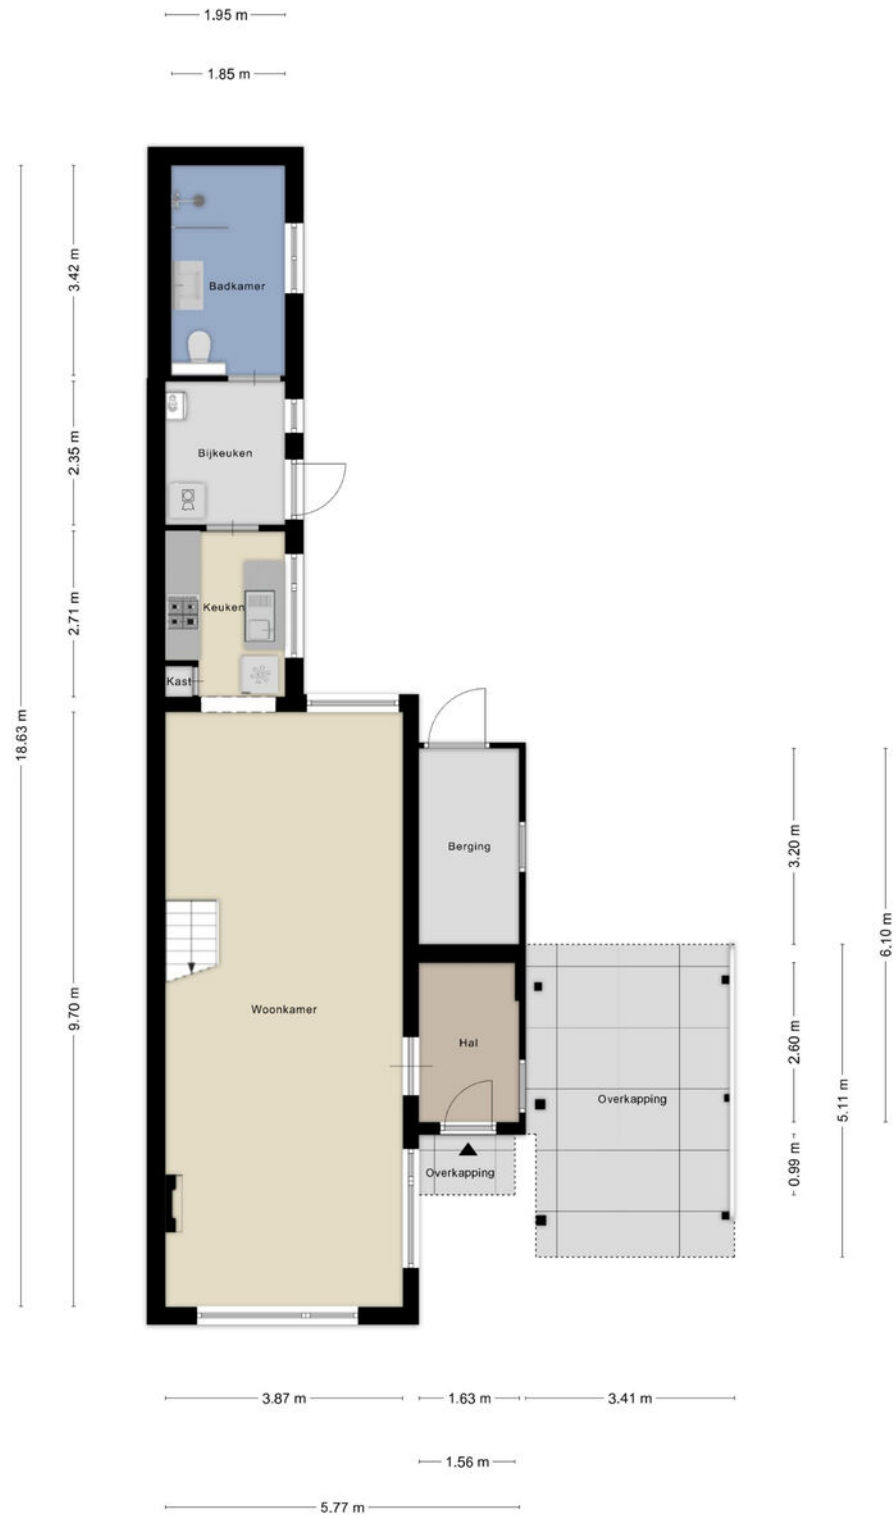 1.95 m
1.85 m
3.42 m
Badkamer
2.35 m
Bijkeuken
2.71 m
Keuken
Kast
18.63 m
3.20 m
Berging
6.10 m
9.70 m
Woonkamer
2.60 m
Hal
Overkapping
5.11 m
0.99 m
Overkapping
3.87 m
1.63 m
3.41 m
1.56 m
5.77 m